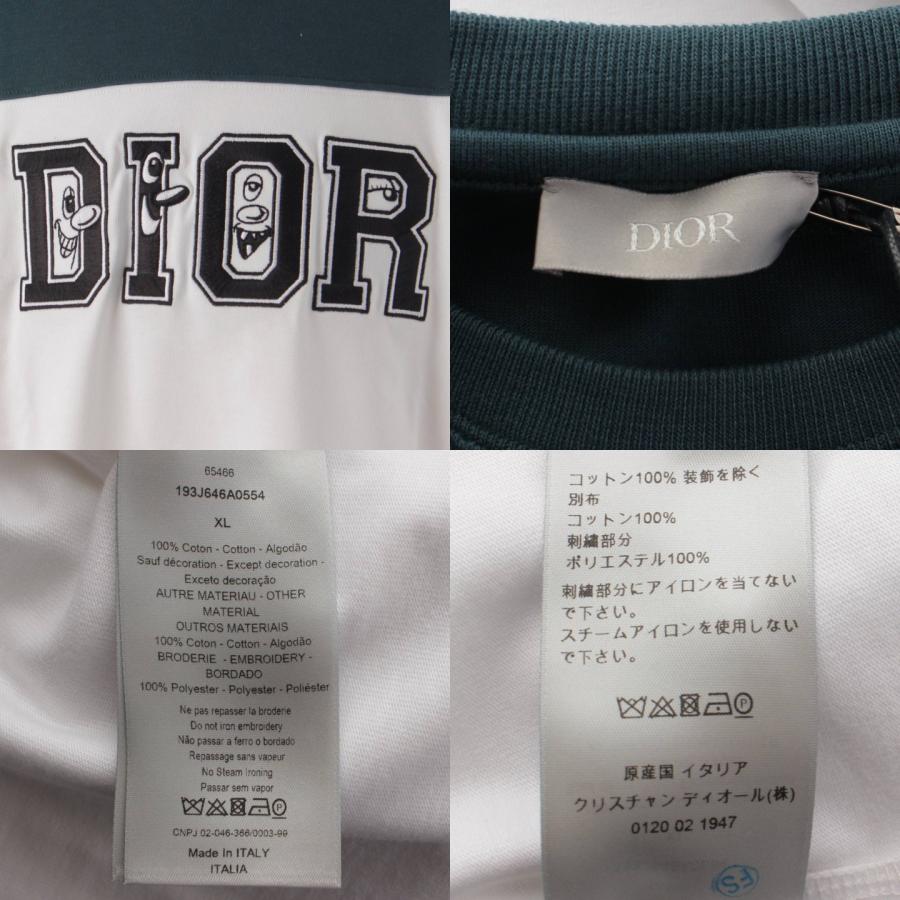 DIOR
DIOR
65466
193J646A0554
XL
100% Coton - Cotton - Algodão
Sauf décoration - Except decoration -
Exceto decoração
AUTRE MATERIAU - OTHER
MATERIAL
OUTROS MATERIAIS
100% Coton - Cotton - Algodão
BRODERIE - EMBROIDERY -
BORDADO
100% Polyester - Polyester - Poliéster
Ne pas repasser la broderie
Do not iron embroidery
Não passar a ferro o bordado
Repassage sans vapeur
No Steam Ironing
Passar sem vapor
P
CNPJ 02-046-366/0003-99
Made In ITALY
ITALIA
コットン100% 装飾を除く
別布
コットン100%
刺繍部分
ポリエステル100%
刺繍部分にアイロンを当てない
で下さい。
スチームアイロンを使用しない
で下さい。
P
原産国 イタリア
クリスチャン ディオール(株)
0120 02 1947
FS